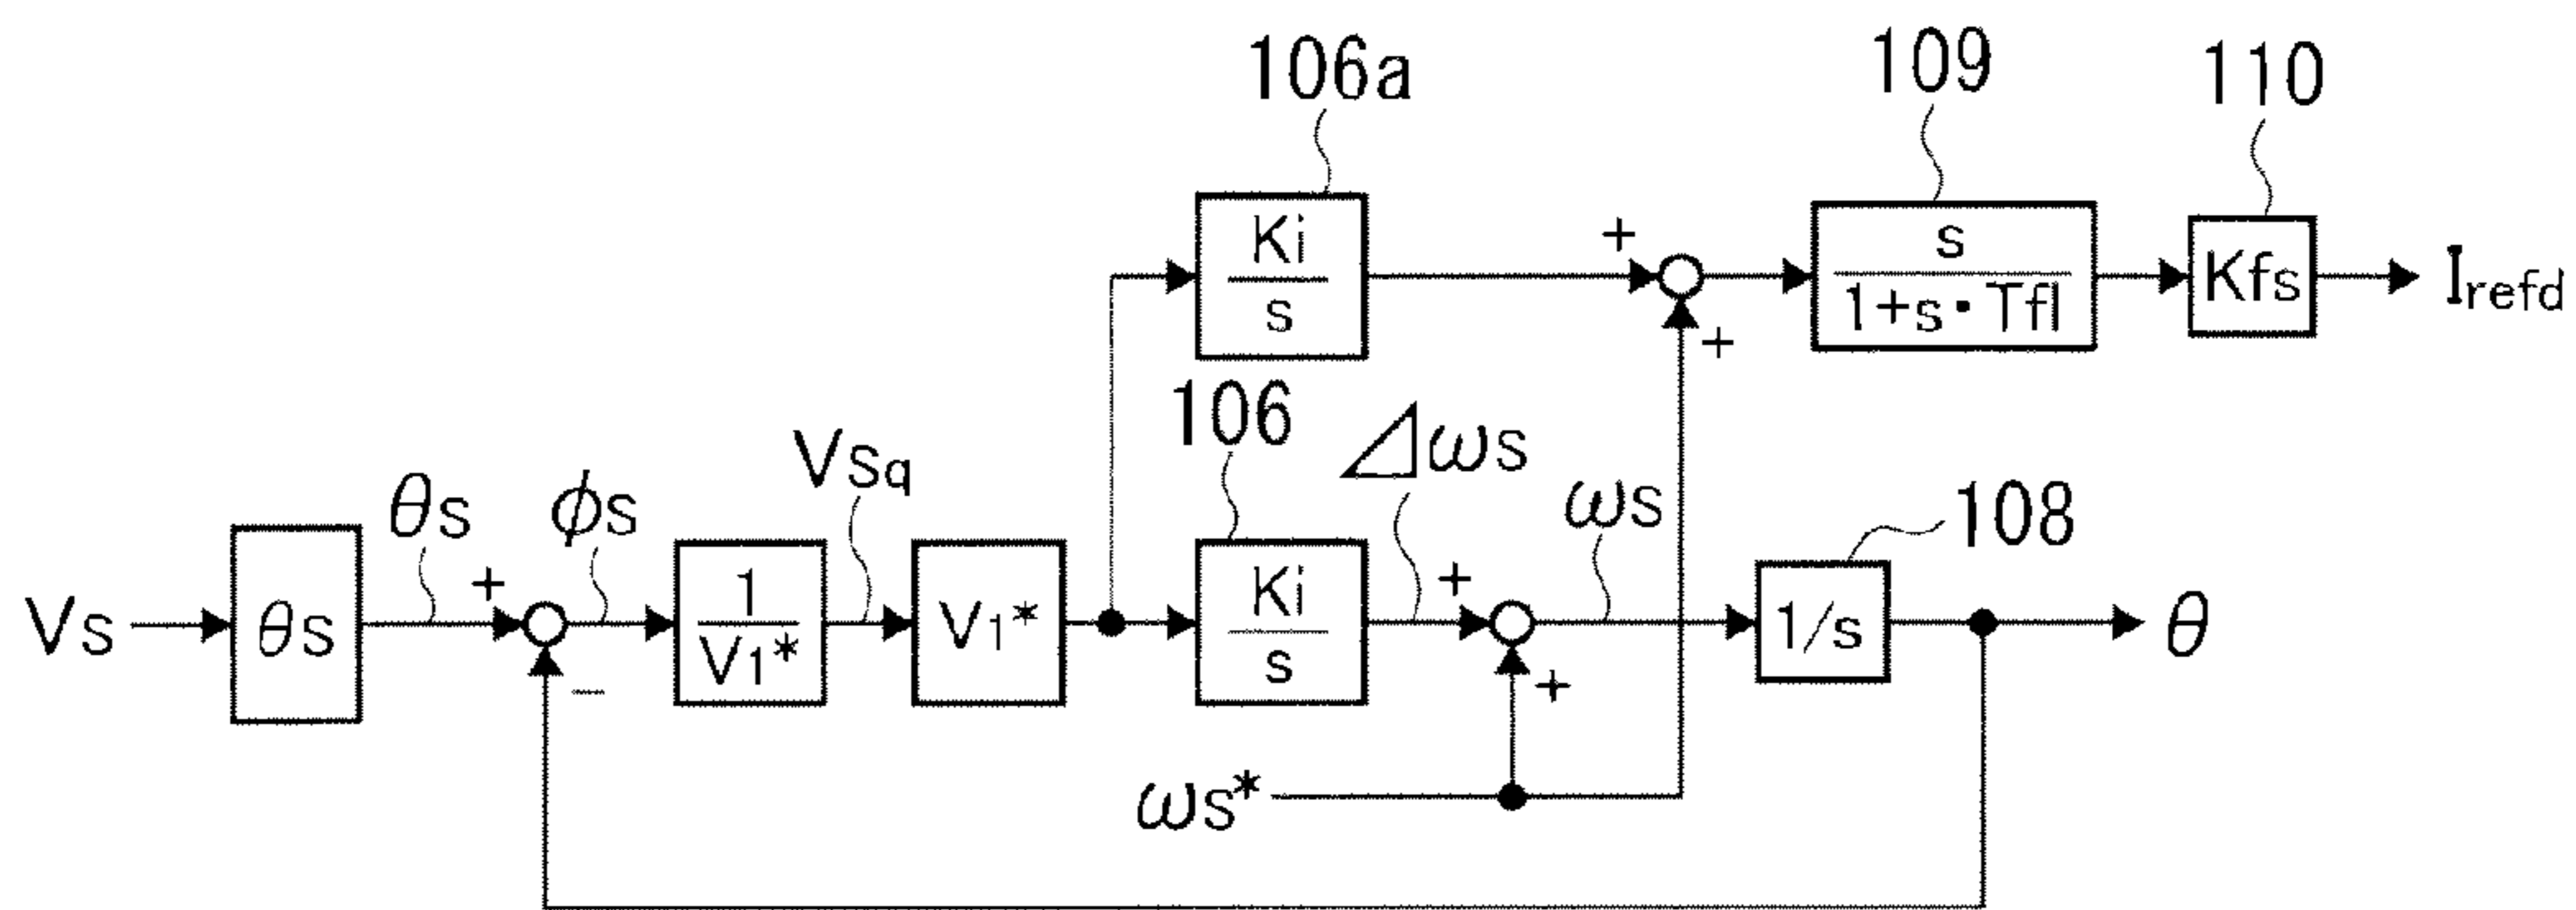 106a
109
110
Ki
s
+
+
s
1+s・Tfl
Kfs
Irefd
106
⊿ωs
VSq
θs
φs
ωs
108
Vs
θs
+
−
1
V1*
V1*
Ki
s
+
+
1/s
θ
ωs*